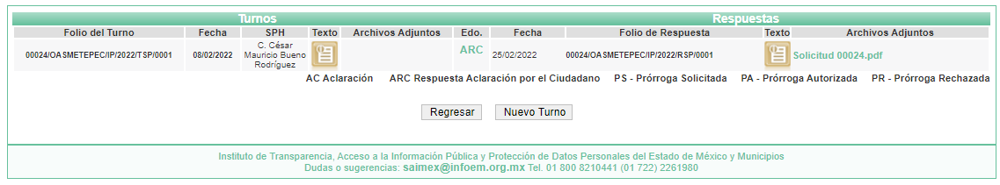 Turnos Respuestas
Folio del Turno Fecha SPH Texto Archivos Adjuntos Edo. Fecha Folio de Respuesta Texto Archivos Adjuntos
00024/OASMETEPEC/IP/2022/TSP/0001 08/02/2022 C. César Mauricio Bueno Rodríguez ARC 25/02/2022 00024/OASMETEPEC/IP/2022/RSP/0001 Solicitud 00024.pdf
AC Aclaración ARC Respuesta Aclaración por el Ciudadano PS - Prórroga Solicitada PA - Prórroga Autorizada PR - Prórroga Rechazada
Regresar Nuevo Turno
Instituto de Transparencia, Acceso a la Información Pública y Protección de Datos Personales del Estado de México y Municipios
Dudas o sugerencias: saimex@infoem.org.mx Tel. 01 800 8210441 (01 722) 2261980